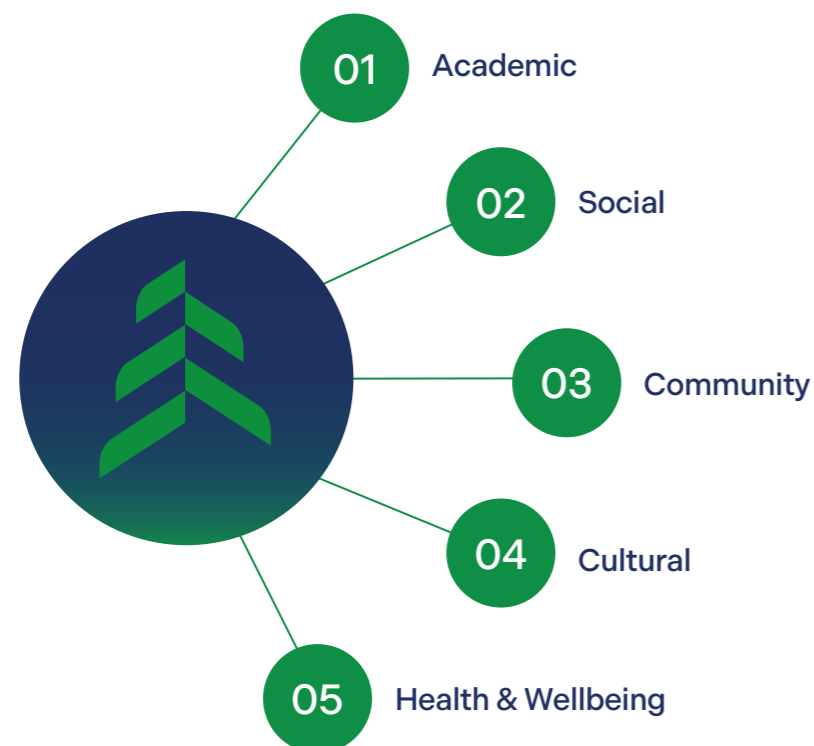 01 Academic
02 Social
03 Community
04 Cultural
05 Health & Wellbeing